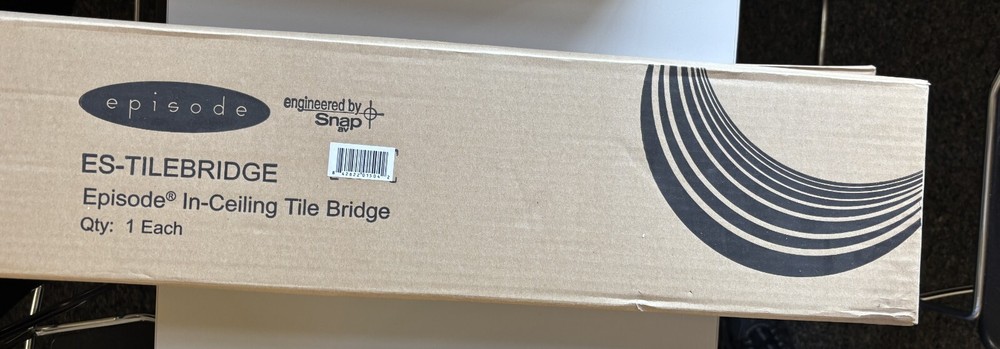 episode
engineered by
Snap
av
ES-TILEBRIDGE
Episode® In-Ceiling Tile Bridge
Qty: 1 Each